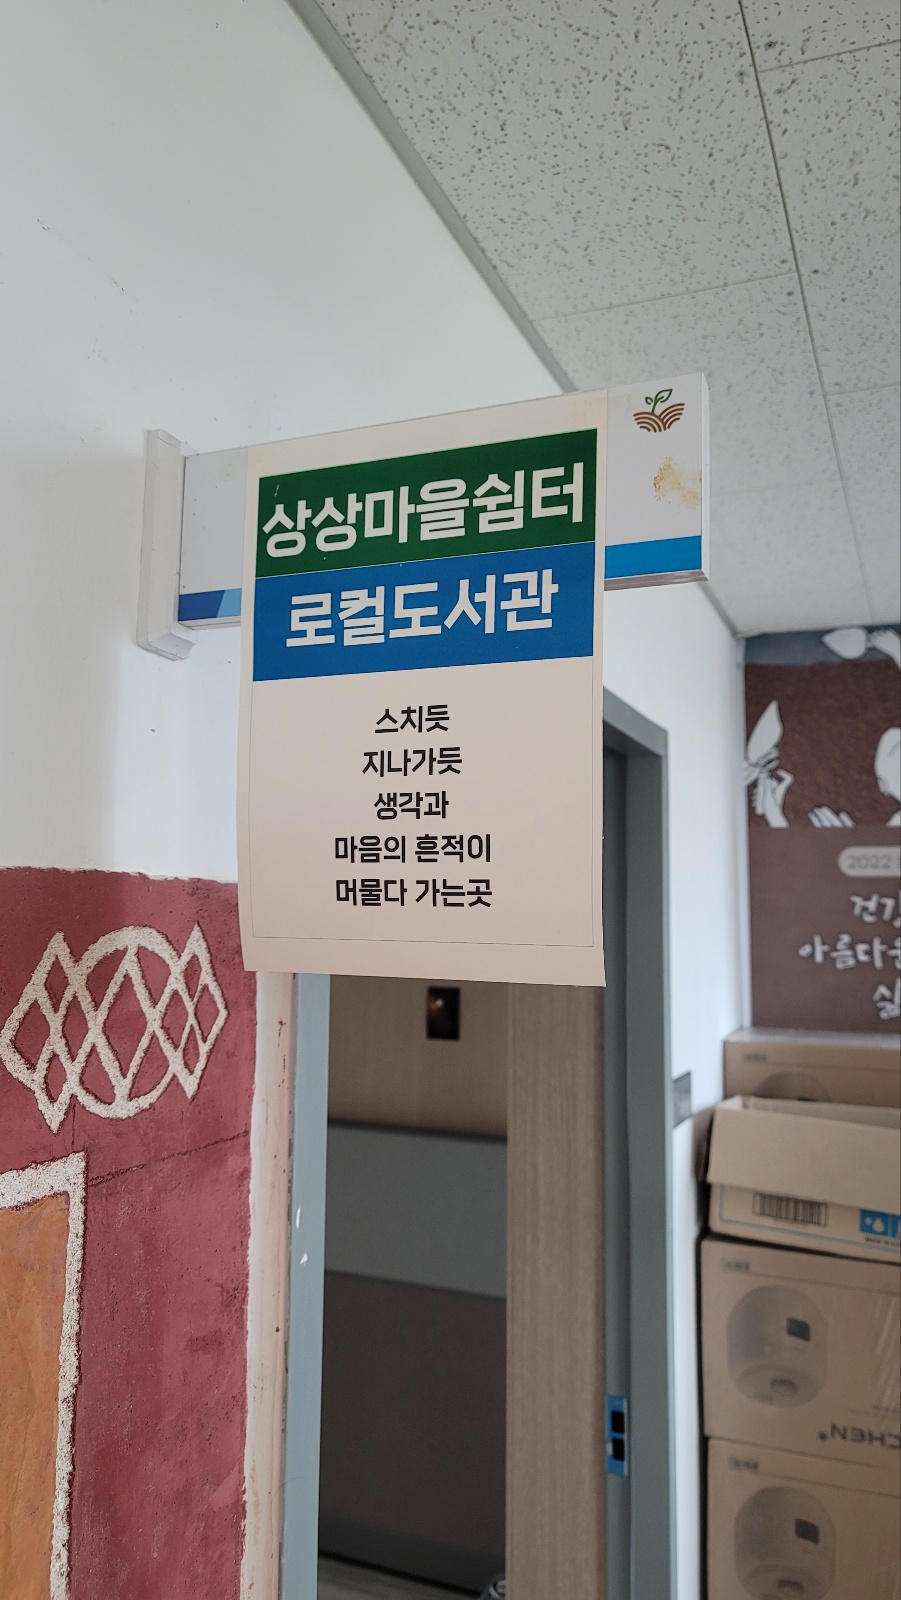 상상마을쉼터
로컬도서관
스치듯
지나가듯
생각과
마음의 흔적이
머물다 가는곳
2022